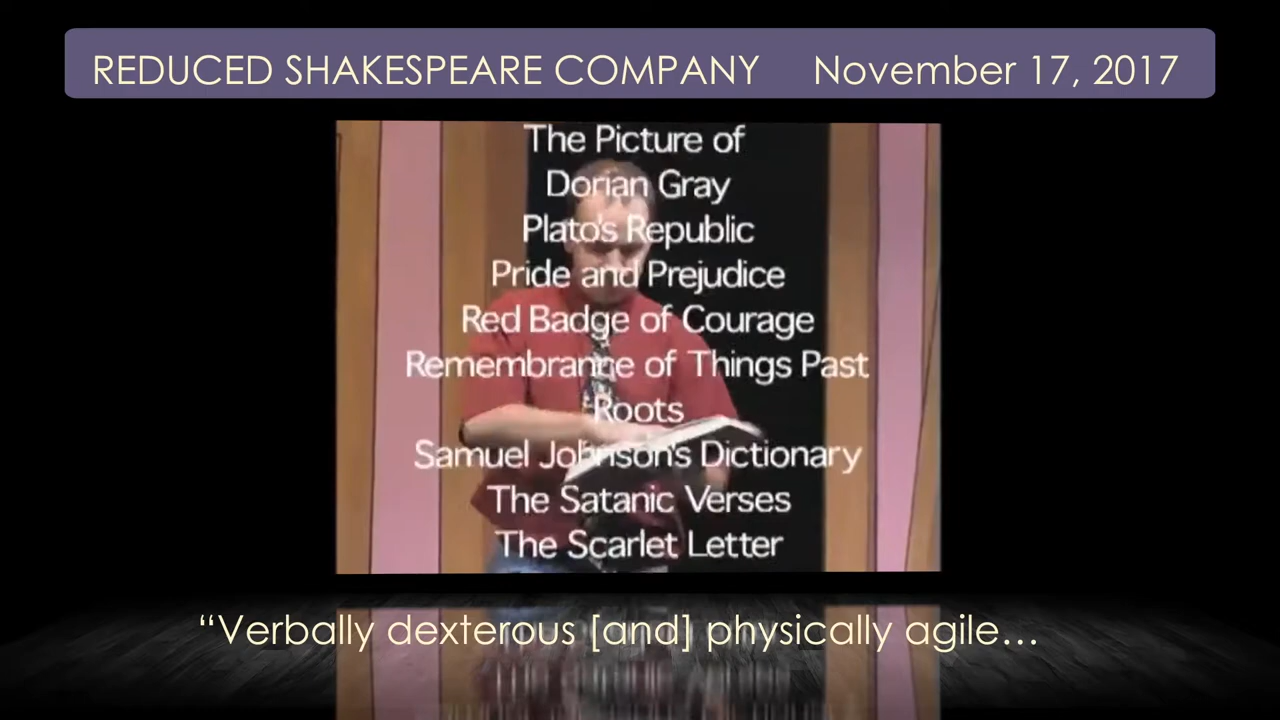 REDUCED SHAKESPEARE COMPANY November 17, 2017
The Picture of
Dorian Gray
Plato's Republic
Pride and Prejudice
Red Badge of Courage
Remembrance of Things Past
Roots
Samuel Johnson's Dictionary
The Satanic Verses
The Scarlet Letter
“Verbally dexterous [and] physically agile…